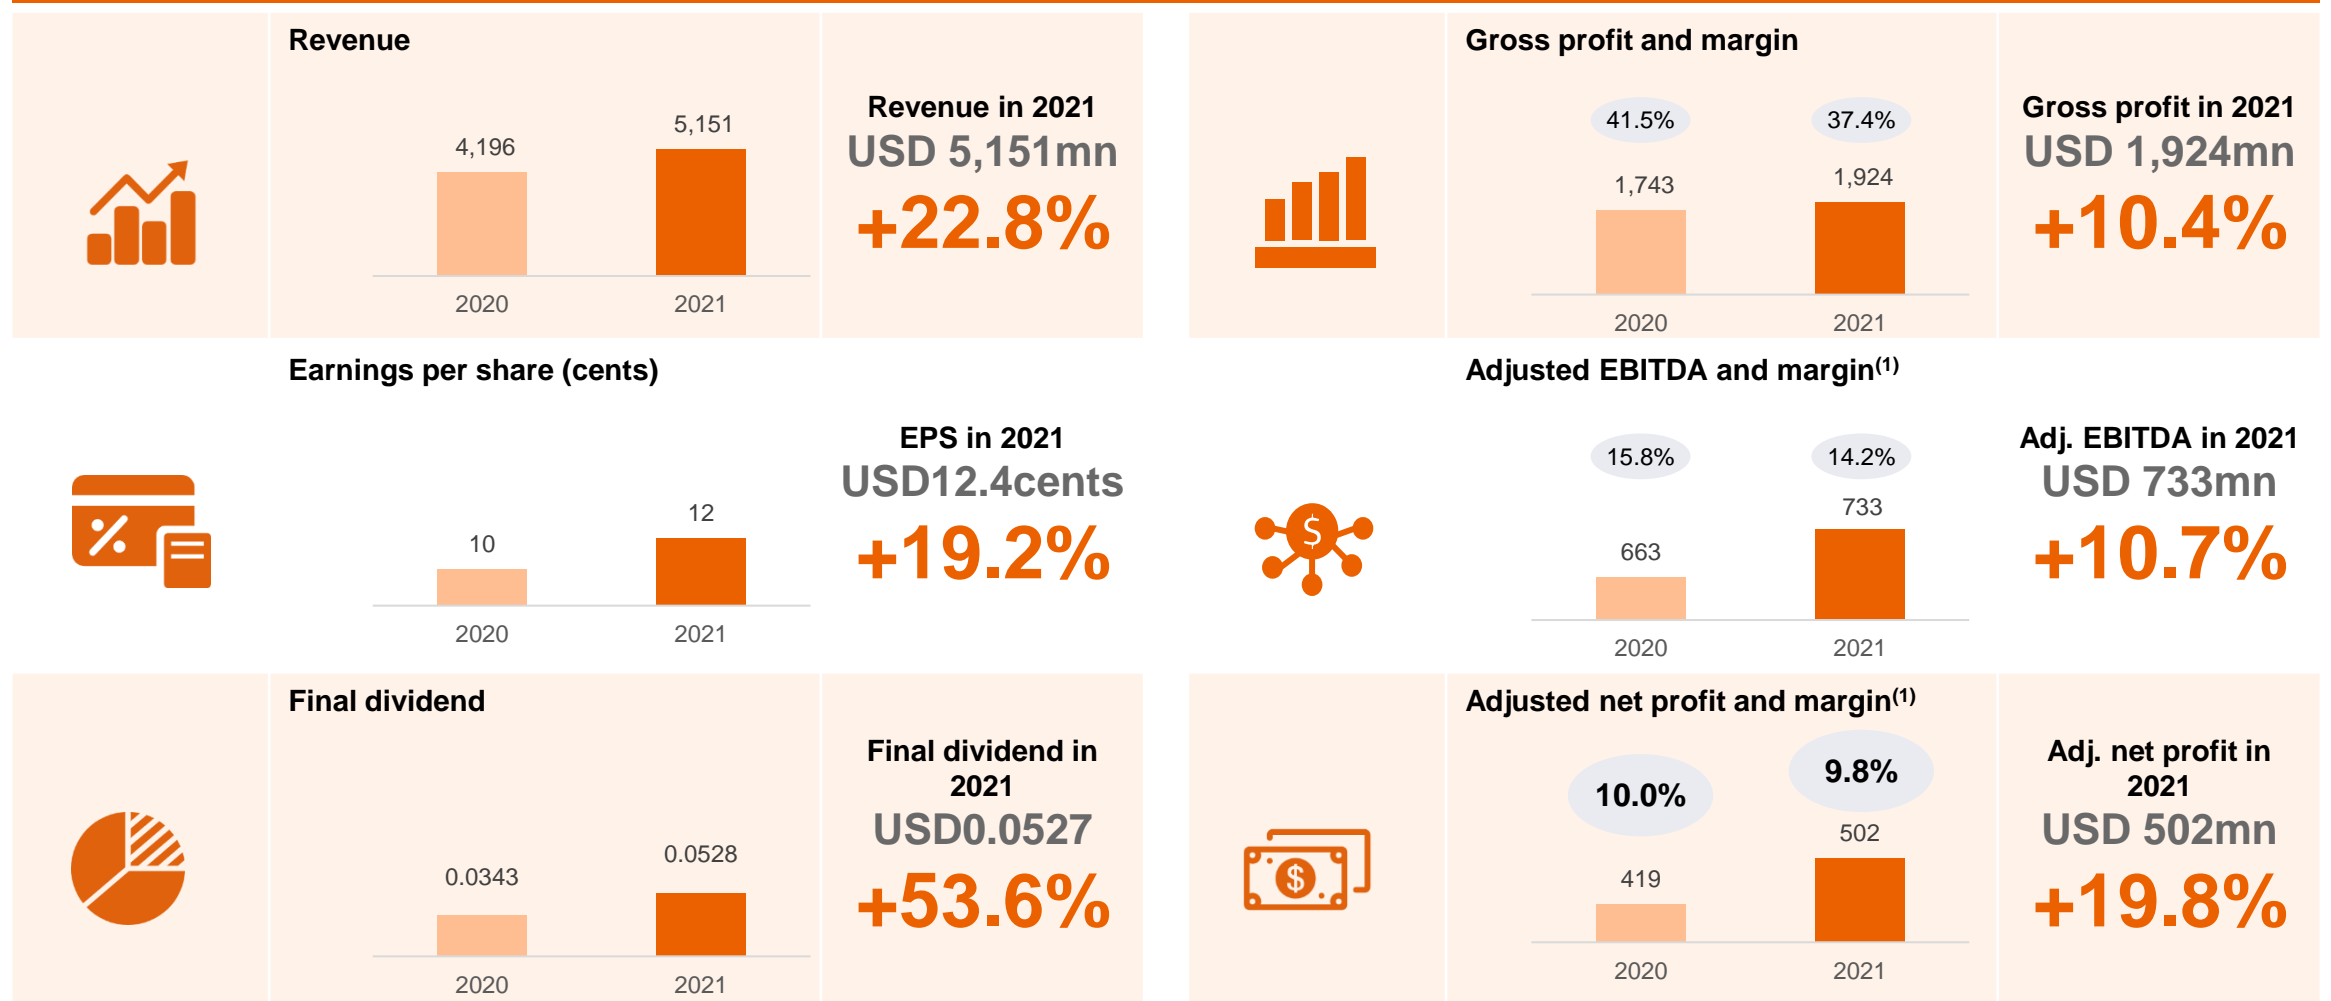 Revenue
4,196
5,151
2020
2021
Revenue in 2021
USD 5,151mn
+22.8%
Gross profit and margin
41.5%
37.4%
1,743
1,924
2020
2021
Gross profit in 2021
USD 1,924mn
+10.4%
Earnings per share (cents)
10
12
2020
2021
EPS in 2021
USD12.4cents
+19.2%
Adjusted EBITDA and margin(1)
15.8%
14.2%
663
733
2020
2021
Adj. EBITDA in 2021
USD 733mn
+10.7%
Final dividend
0.0343
0.0528
2020
2021
Final dividend in
2021
USD0.0527
+53.6%
Adjusted net profit and margin(1)
10.0%
9.8%
419
502
2020
2021
Adj. net profit in
2021
USD 502mn
+19.8%